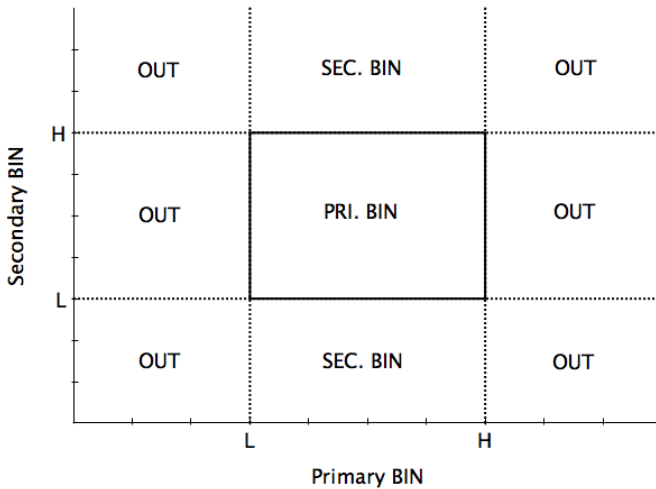 OUT SEC. BIN OUT
H
OUT PRI. BIN OUT
Secondary BIN
L
OUT SEC. BIN OUT
L H
Primary BIN